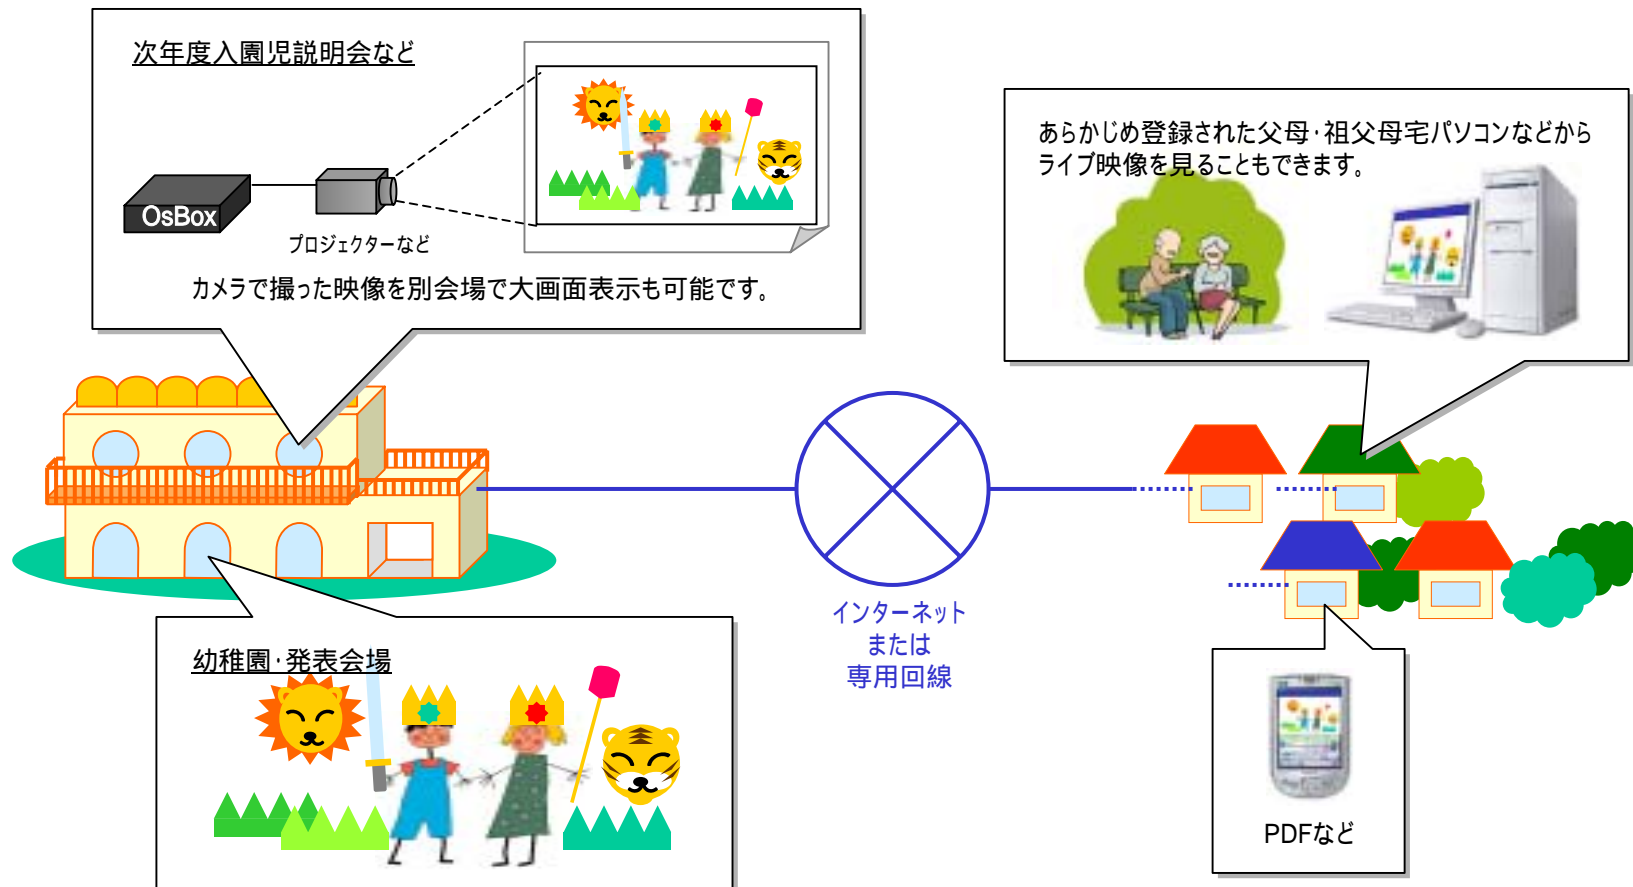 次年度入園児説明会など
OsBox
プロジェクターなど
カメラで撮った映像を別会場で大画面表示も可能です。
あらかじめ登録された父母･祖父母宅パソコンなどから
ライブ映像を見ることもできます。
インターネット
または
専用回線
幼稚園･発表会場
PDFなど